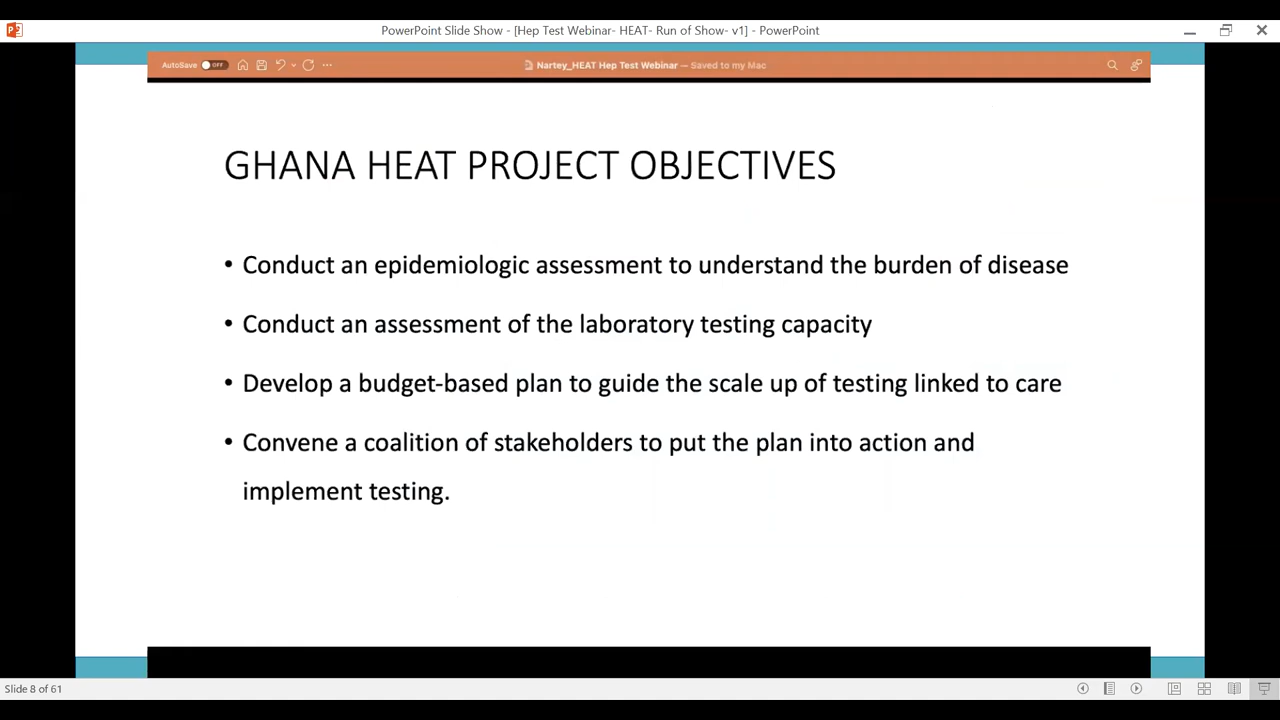 PowerPoint Slide Show - [Hep Test Webinar- HEAT- Run of Show- v1] - PowerPoint
AutoSave OFF
Nartey_HEAT Hep Test Webinar — Saved to my Mac
GHANA HEAT PROJECT OBJECTIVES
• Conduct an epidemiologic assessment to understand the burden of disease
• Conduct an assessment of the laboratory testing capacity
• Develop a budget-based plan to guide the scale up of testing linked to care
• Convene a coalition of stakeholders to put the plan into action and
implement testing.
Slide 8 of 61